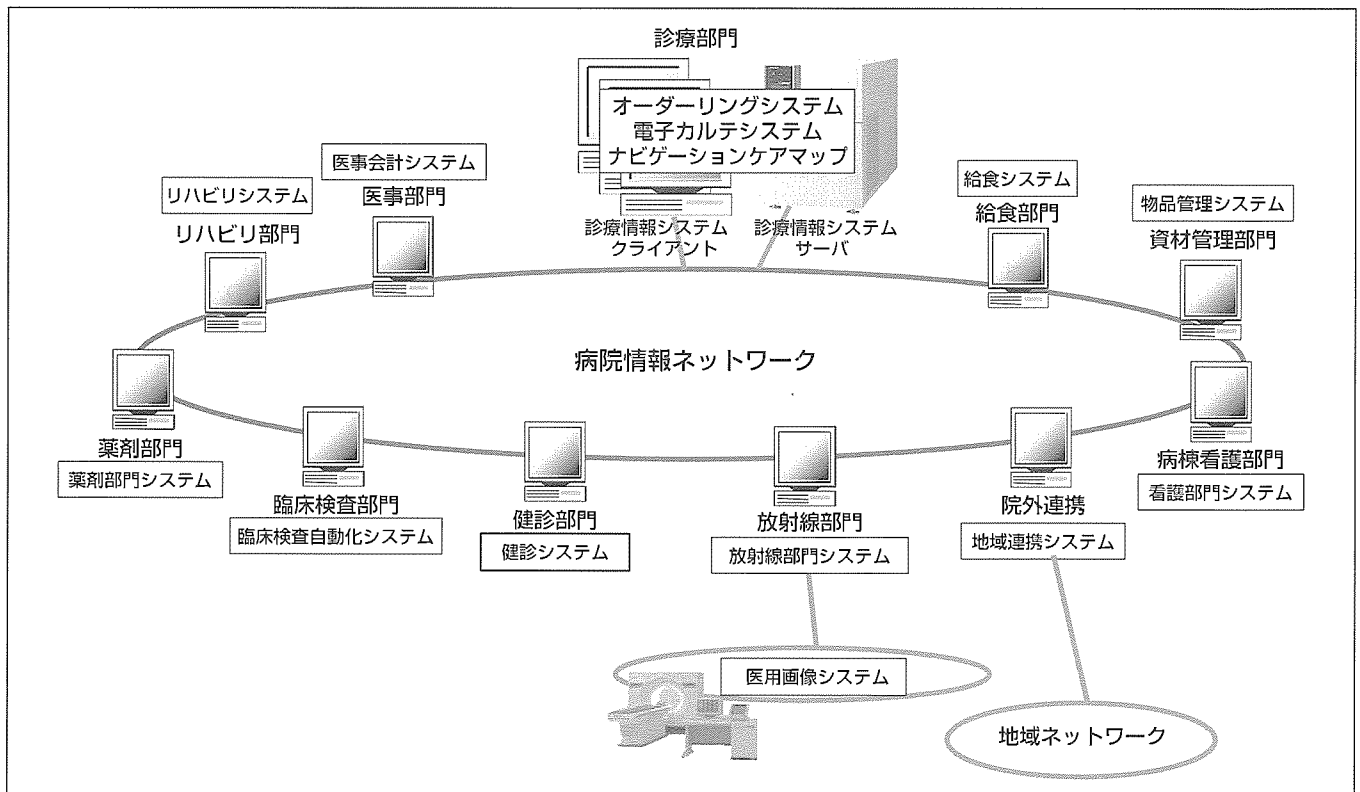 診療部門
オーダーリングシステム
電子カルテシステム
ナビゲーションケアマップ
診療情報システム
クライアント
診療情報システム
サーバ
医事会計システム
医事部門
リハビリシステム
リハビリ部門
給食システム
給食部門
物品管理システム
資材管理部門
病院情報ネットワーク
薬剤部門
薬剤部門システム
臨床検査部門
臨床検査自動化システム
健診部門
健診システム
放射線部門
放射線部門システム
院外連携
地域連携システム
病棟看護部門
看護部門システム
医用画像システム
地域ネットワーク